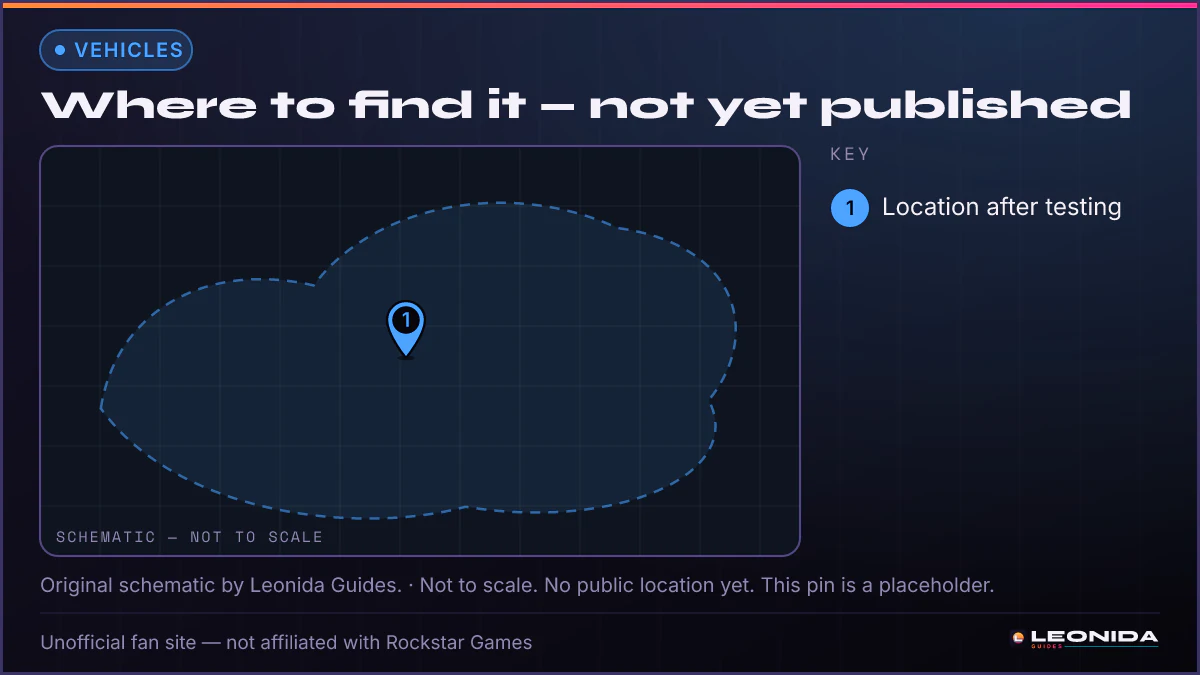 VEHICLES
Where to find it – not yet published
KEY
1 Location after testing
1
SCHEMATIC — NOT TO SCALE
Original schematic by Leonida Guides. · Not to scale. No public location yet. This pin is a placeholder.
Unofficial fan site — not affiliated with Rockstar Games
LEONIDA
GUIDES